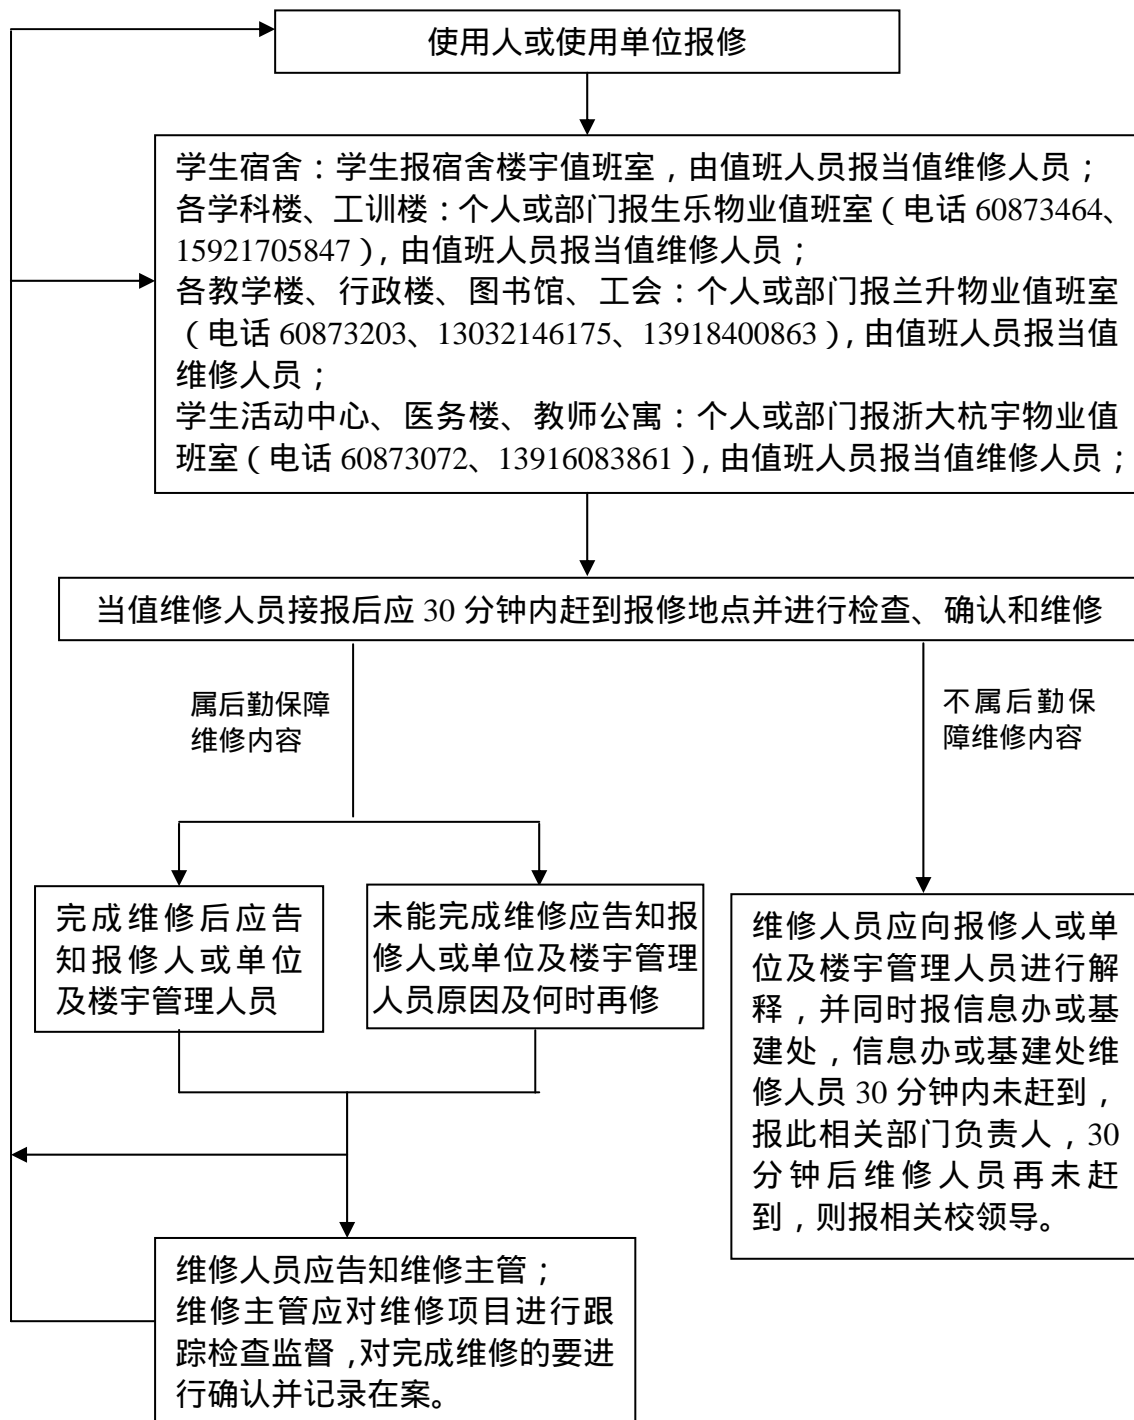 使用人或使用单位报修
学生宿舍：学生报宿舍楼宇值班室，由值班人员报当值维修人员；
各学科楼、工训楼：个人或部门报生乐物业值班室（电话 60873464、
15921705847），由值班人员报当值维修人员；
各教学楼、行政楼、图书馆、工会：个人或部门报兰升物业值班室
（电话 60873203、13032146175、13918400863），由值班人员报当值
维修人员；
学生活动中心、医务楼、教师公寓：个人或部门报浙大杭宇物业值
班室（电话 60873072、13916083861），由值班人员报当值维修人员；
当值维修人员接报后应 30 分钟内赶到报修地点并进行检查、确认和维修
属后勤保障
维修内容
不属后勤保
障维修内容
完成维修后应告
知报修人或单位
及楼宇管理人员
未能完成维修应告知报
修人或单位及楼宇管理
人员原因及何时再修
维修人员应向报修人或单
位及楼宇管理人员进行解
释，并同时报信息办或基
建处，信息办或基建处维
修人员 30 分钟内未赶到，
报此相关部门负责人，30
分钟后维修人员再未赶
到，则报相关校领导。
维修人员应告知维修主管；
维修主管应对维修项目进行跟
踪检查监督，对完成维修的要进
行确认并记录在案。